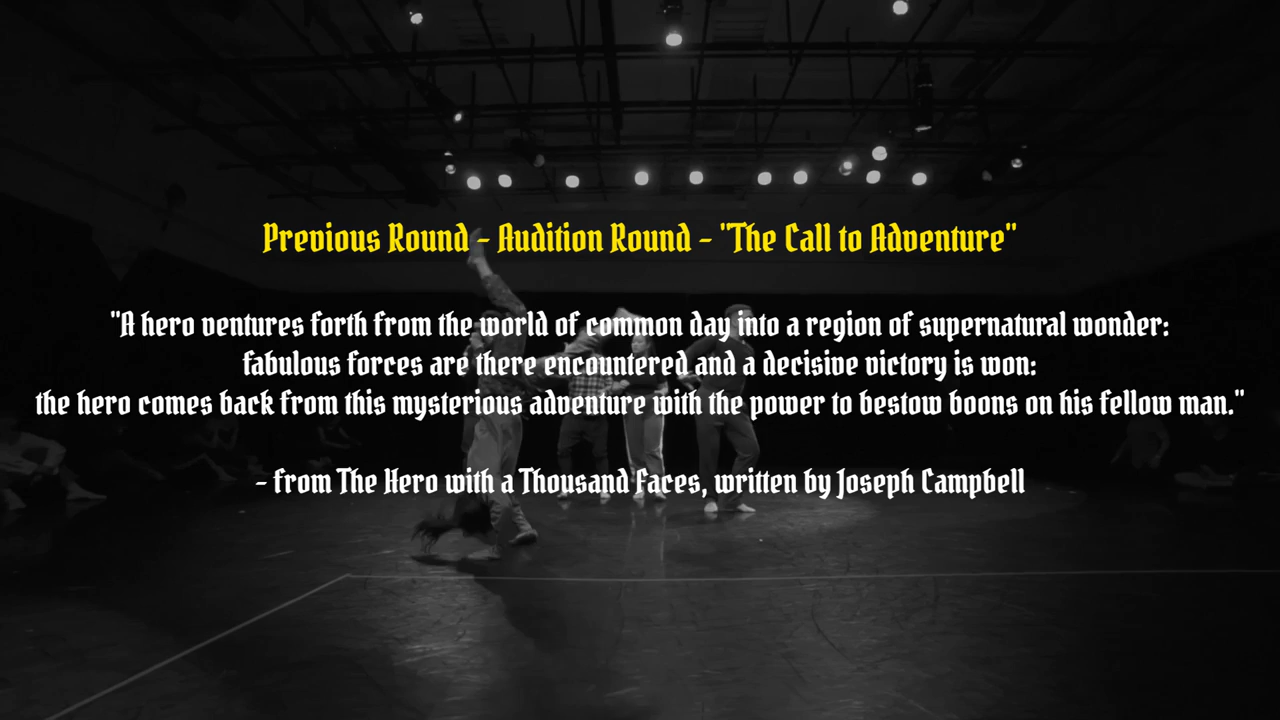 Previous Round - Audition Round - "The Call to Adventure"
"A hero ventures forth from the world of common day into a region of supernatural wonder:
fabulous forces are there encountered and a decisive victory is won:
the hero comes back from this mysterious adventure with the power to bestow boons on his fellow man."
- from The Hero with a Thousand Faces, written by Joseph Campbell